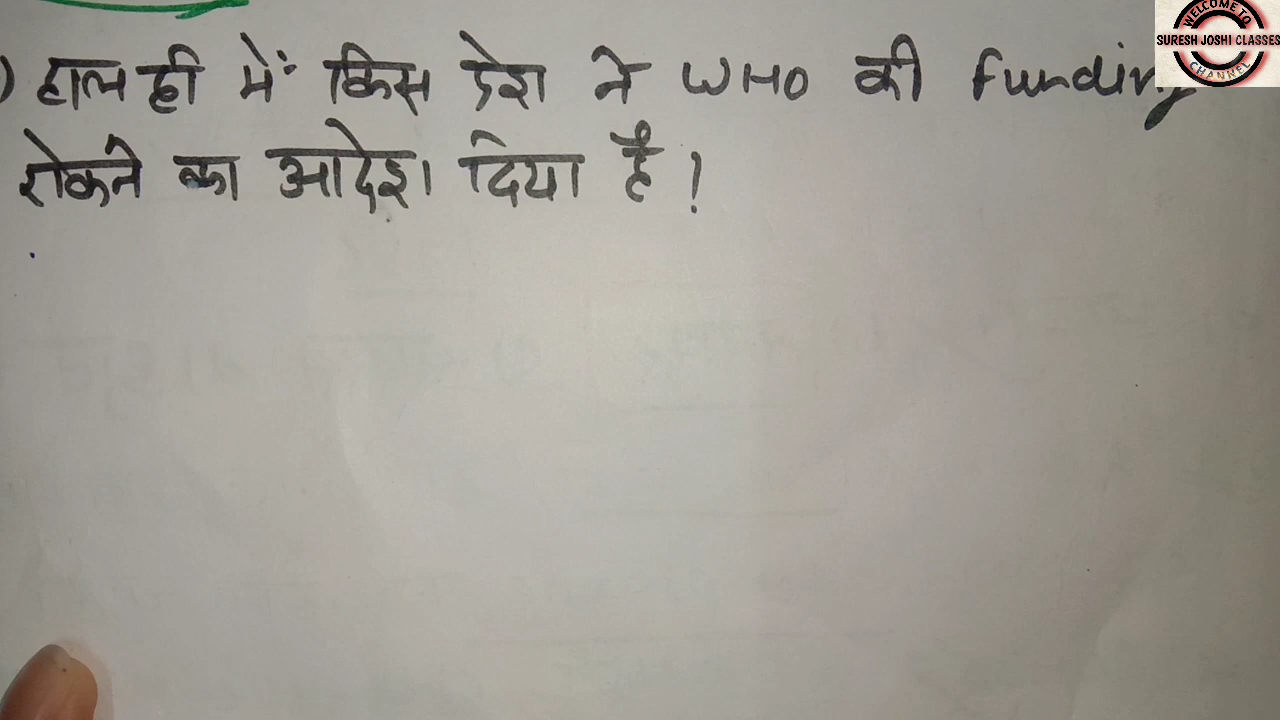 WELCOME TO
SURESH JOSHI CLASSES
CHANNEL
) हाल ही में किस देश ने WHO की funding
रोकने का आदेश दिया है !